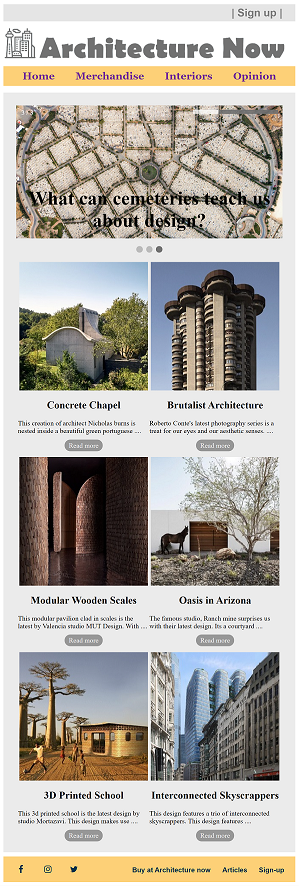 | Sign up |
Architecture Now
Home Merchandise Interiors Opinion
What can cemeteries teach us
about design?
Concrete Chapel
This creation of architect Nicholas burns is
nested inside a beautiful green portuguese ....
Read more
Brutalist Architecture
Roberto Conte's latest photography series is a
treat for our eyes and our aesthetic senses. ....
Read more
Modular Wooden Scales
This modular pavilion clad in scales is the
latest by Valencia studio MUT Design. With ....
Read more
Oasis in Arizona
The famous studio, Ranch mine surprises us
with their latest design. Its a courtyard ....
Read more
3D Printed School
This 3d printed school is the latest design by
studio Mortazavi. This design makes use ....
Read more
Interconnected Skyscrappers
This design features a trio of interconnected
skyscrappers. This design features ....
Read more
Buy at Architecture now Articles Sign up